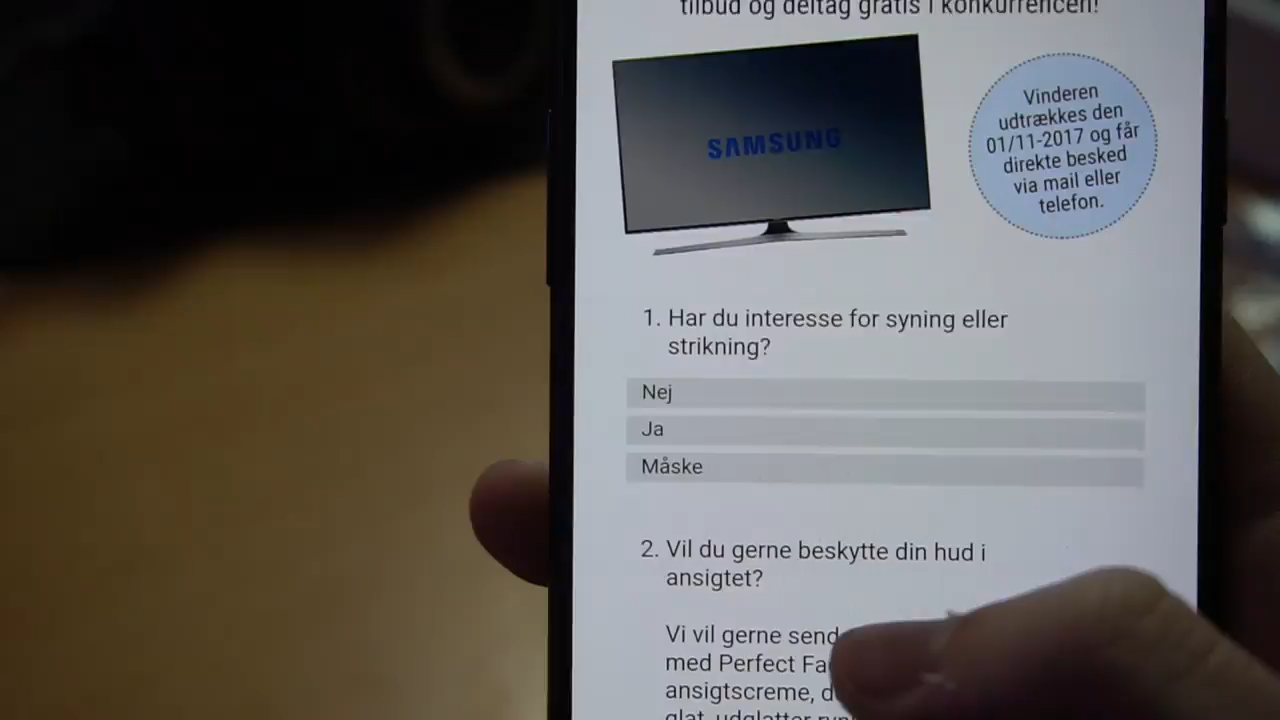 tilbud og deltag gratis i konkurrencen!
SAMSUNG
Vinderen
udtrækkes den
01/11-2017 og får
direkte besked
via mail eller
telefon.
1. Har du interesse for syning eller
strikning?
Nej
Ja
Måske
2. Vil du gerne beskytte din hud i
ansigtet?
Vi vil gerne send
med Perfect Fa
ansigtscreme, d
glat, udglatter